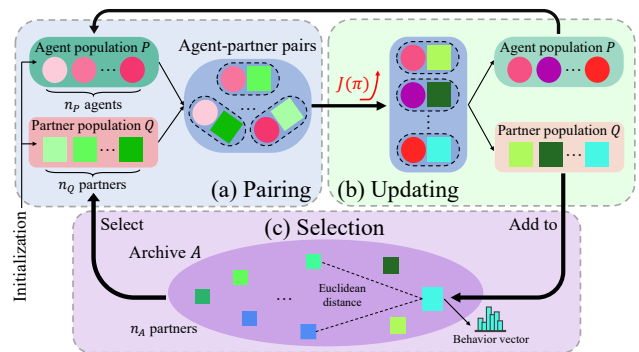 Agent population P
n_P agents
Partner population Q
n_Q partners
Initialization
Agent-partner pairs
(a) Pairing
J(π)
(b) Updating
Agent population P
Partner population Q
Select
Add to
(c) Selection
Archive A
Euclidean
distance
n_A partners
Behavior vector